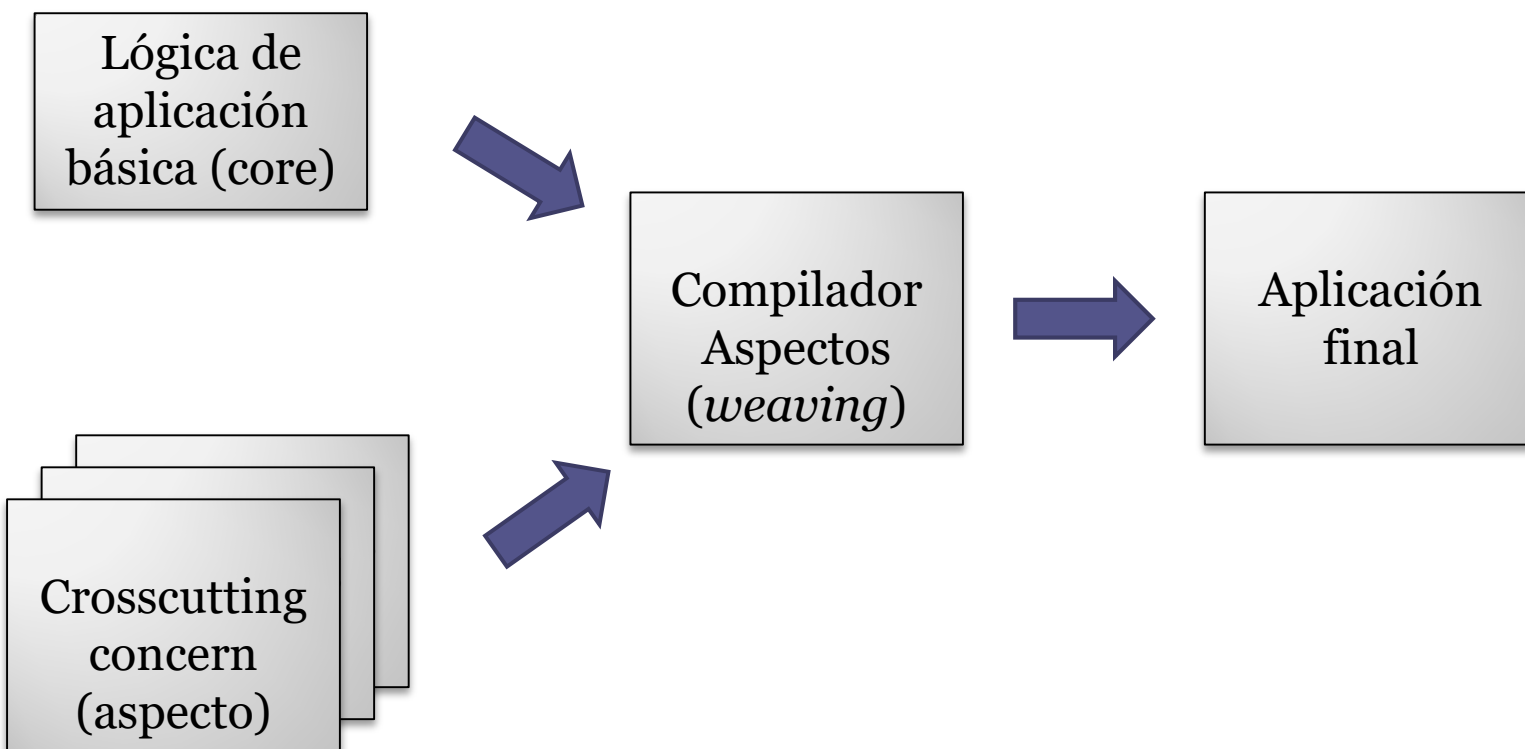 Lógica de
aplicación
básica (core)
Compilador
Aspectos
(weaving)
Aplicación
final
Crosscutting
concern
(aspecto)